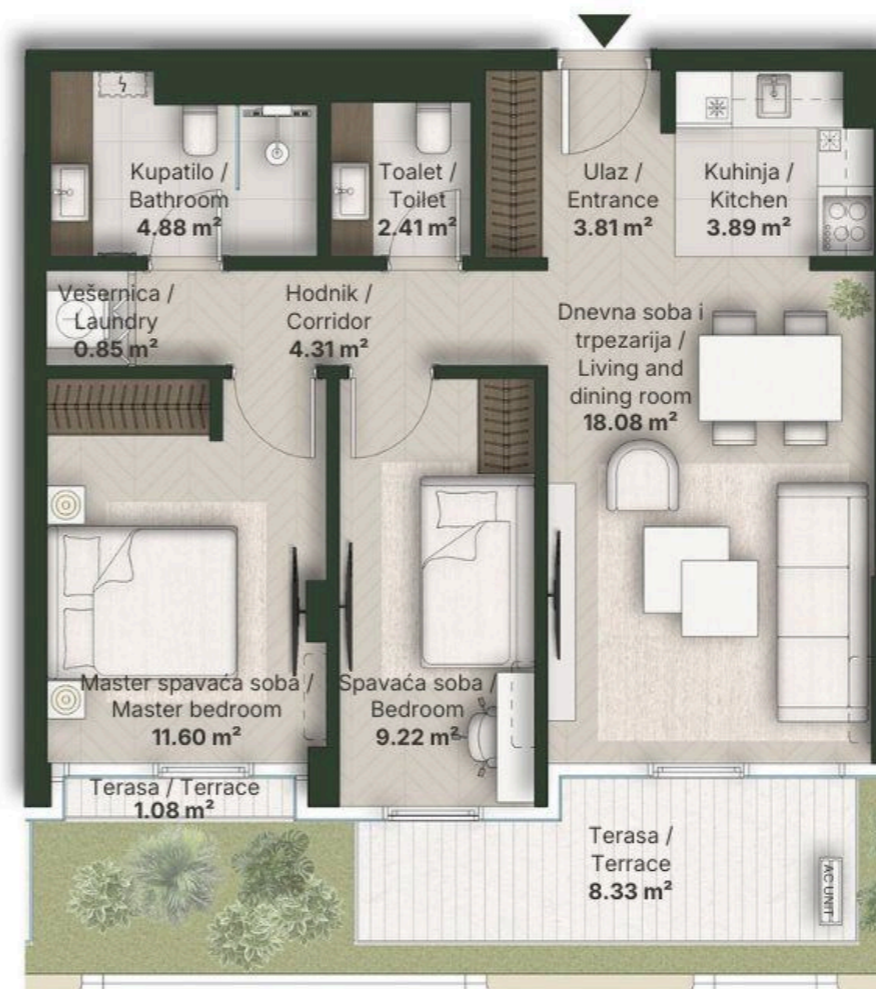 Kupatilo /
Bathroom
4.88 m²
Toalet /
Toilet
2.41 m²
Ulaz /
Entrance
3.81 m²
Kuhinja /
Kitchen
3.89 m²
Vešernica /
Laundry
0.85 m²
Hodnik /
Corridor
4.31 m²
Dnevna soba i
trpezarija /
Living and
dining room
18.08 m²
Master spavaća soba /
Master bedroom
11.60 m²
Spavaća soba /
Bedroom
9.22 m²
Terasa / Terrace
1.08 m²
Terasa /
Terrace
8.33 m²
AC UNIT